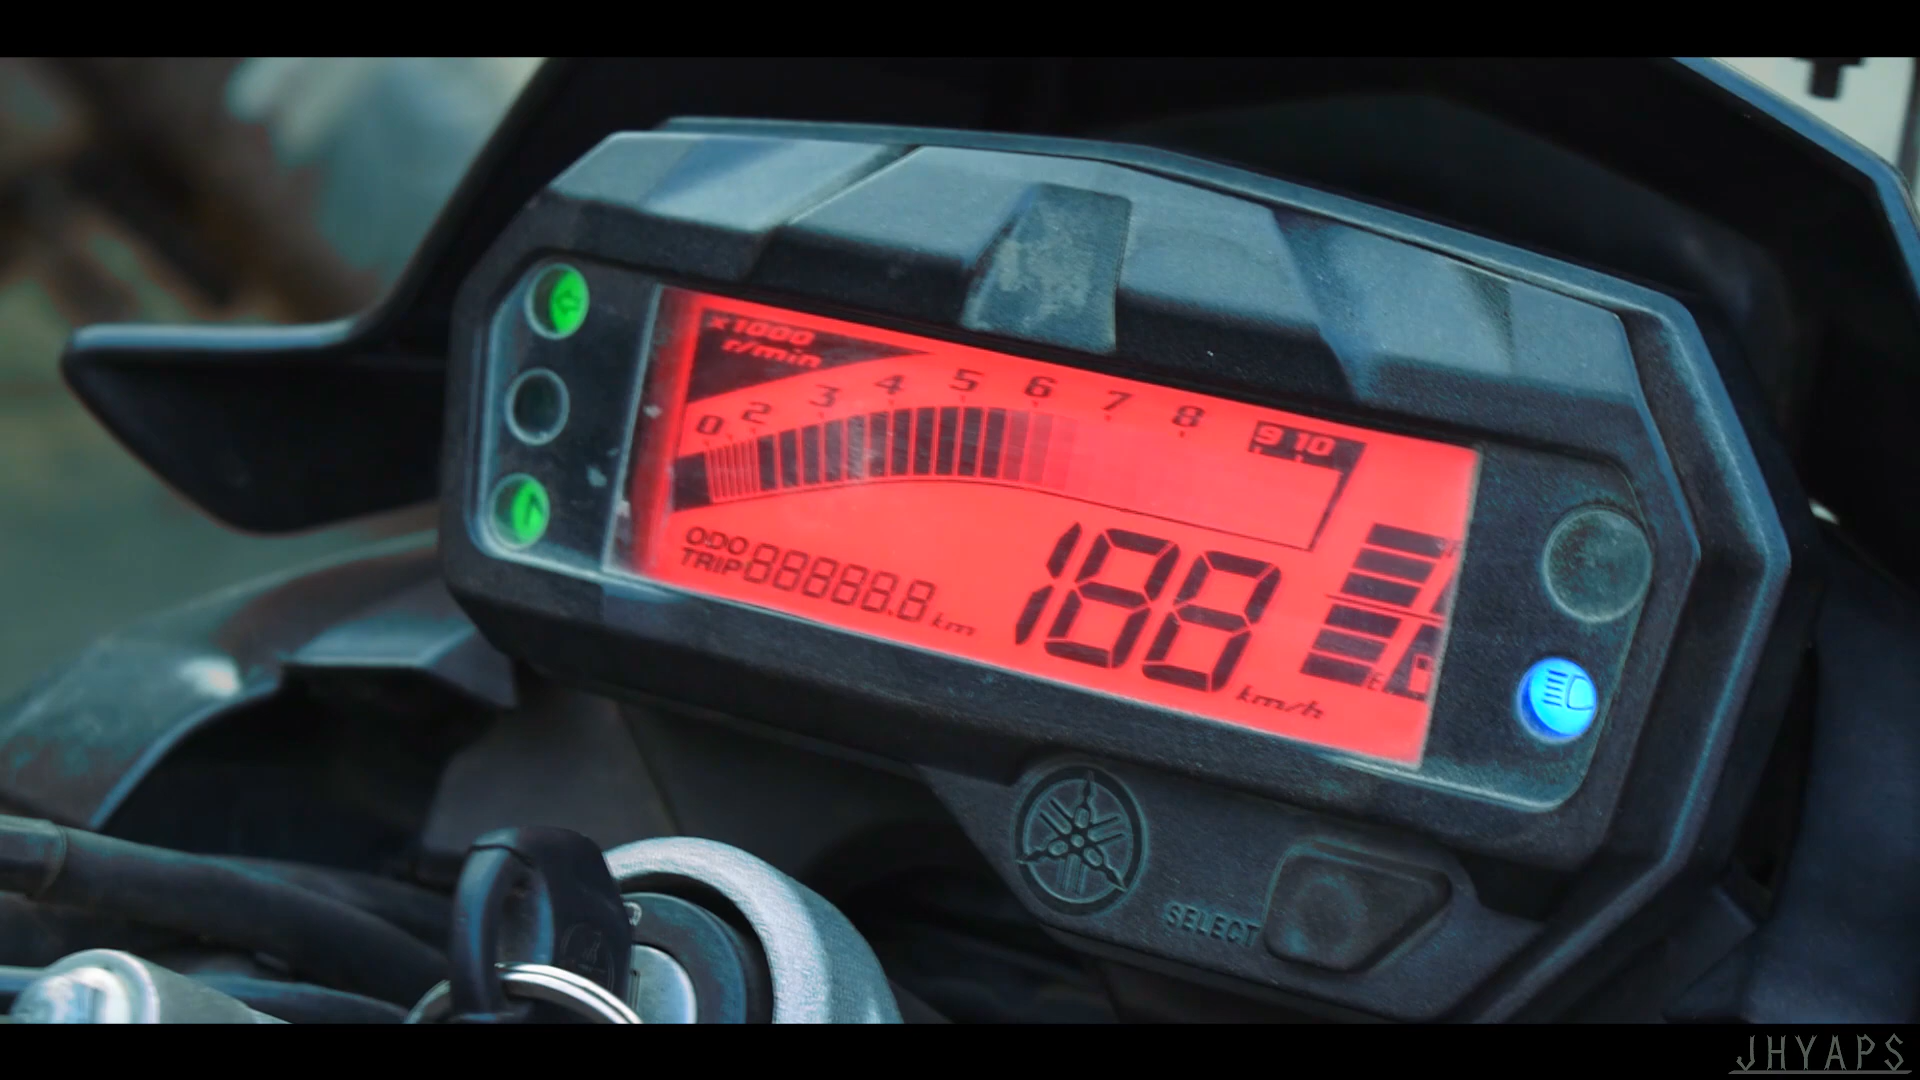 x1000
r/min
0 2 3 4 5 6 7 8 9 10
ODO
TRIP 88888.8 km
188 km/h
E
SELECT
JHYAPS